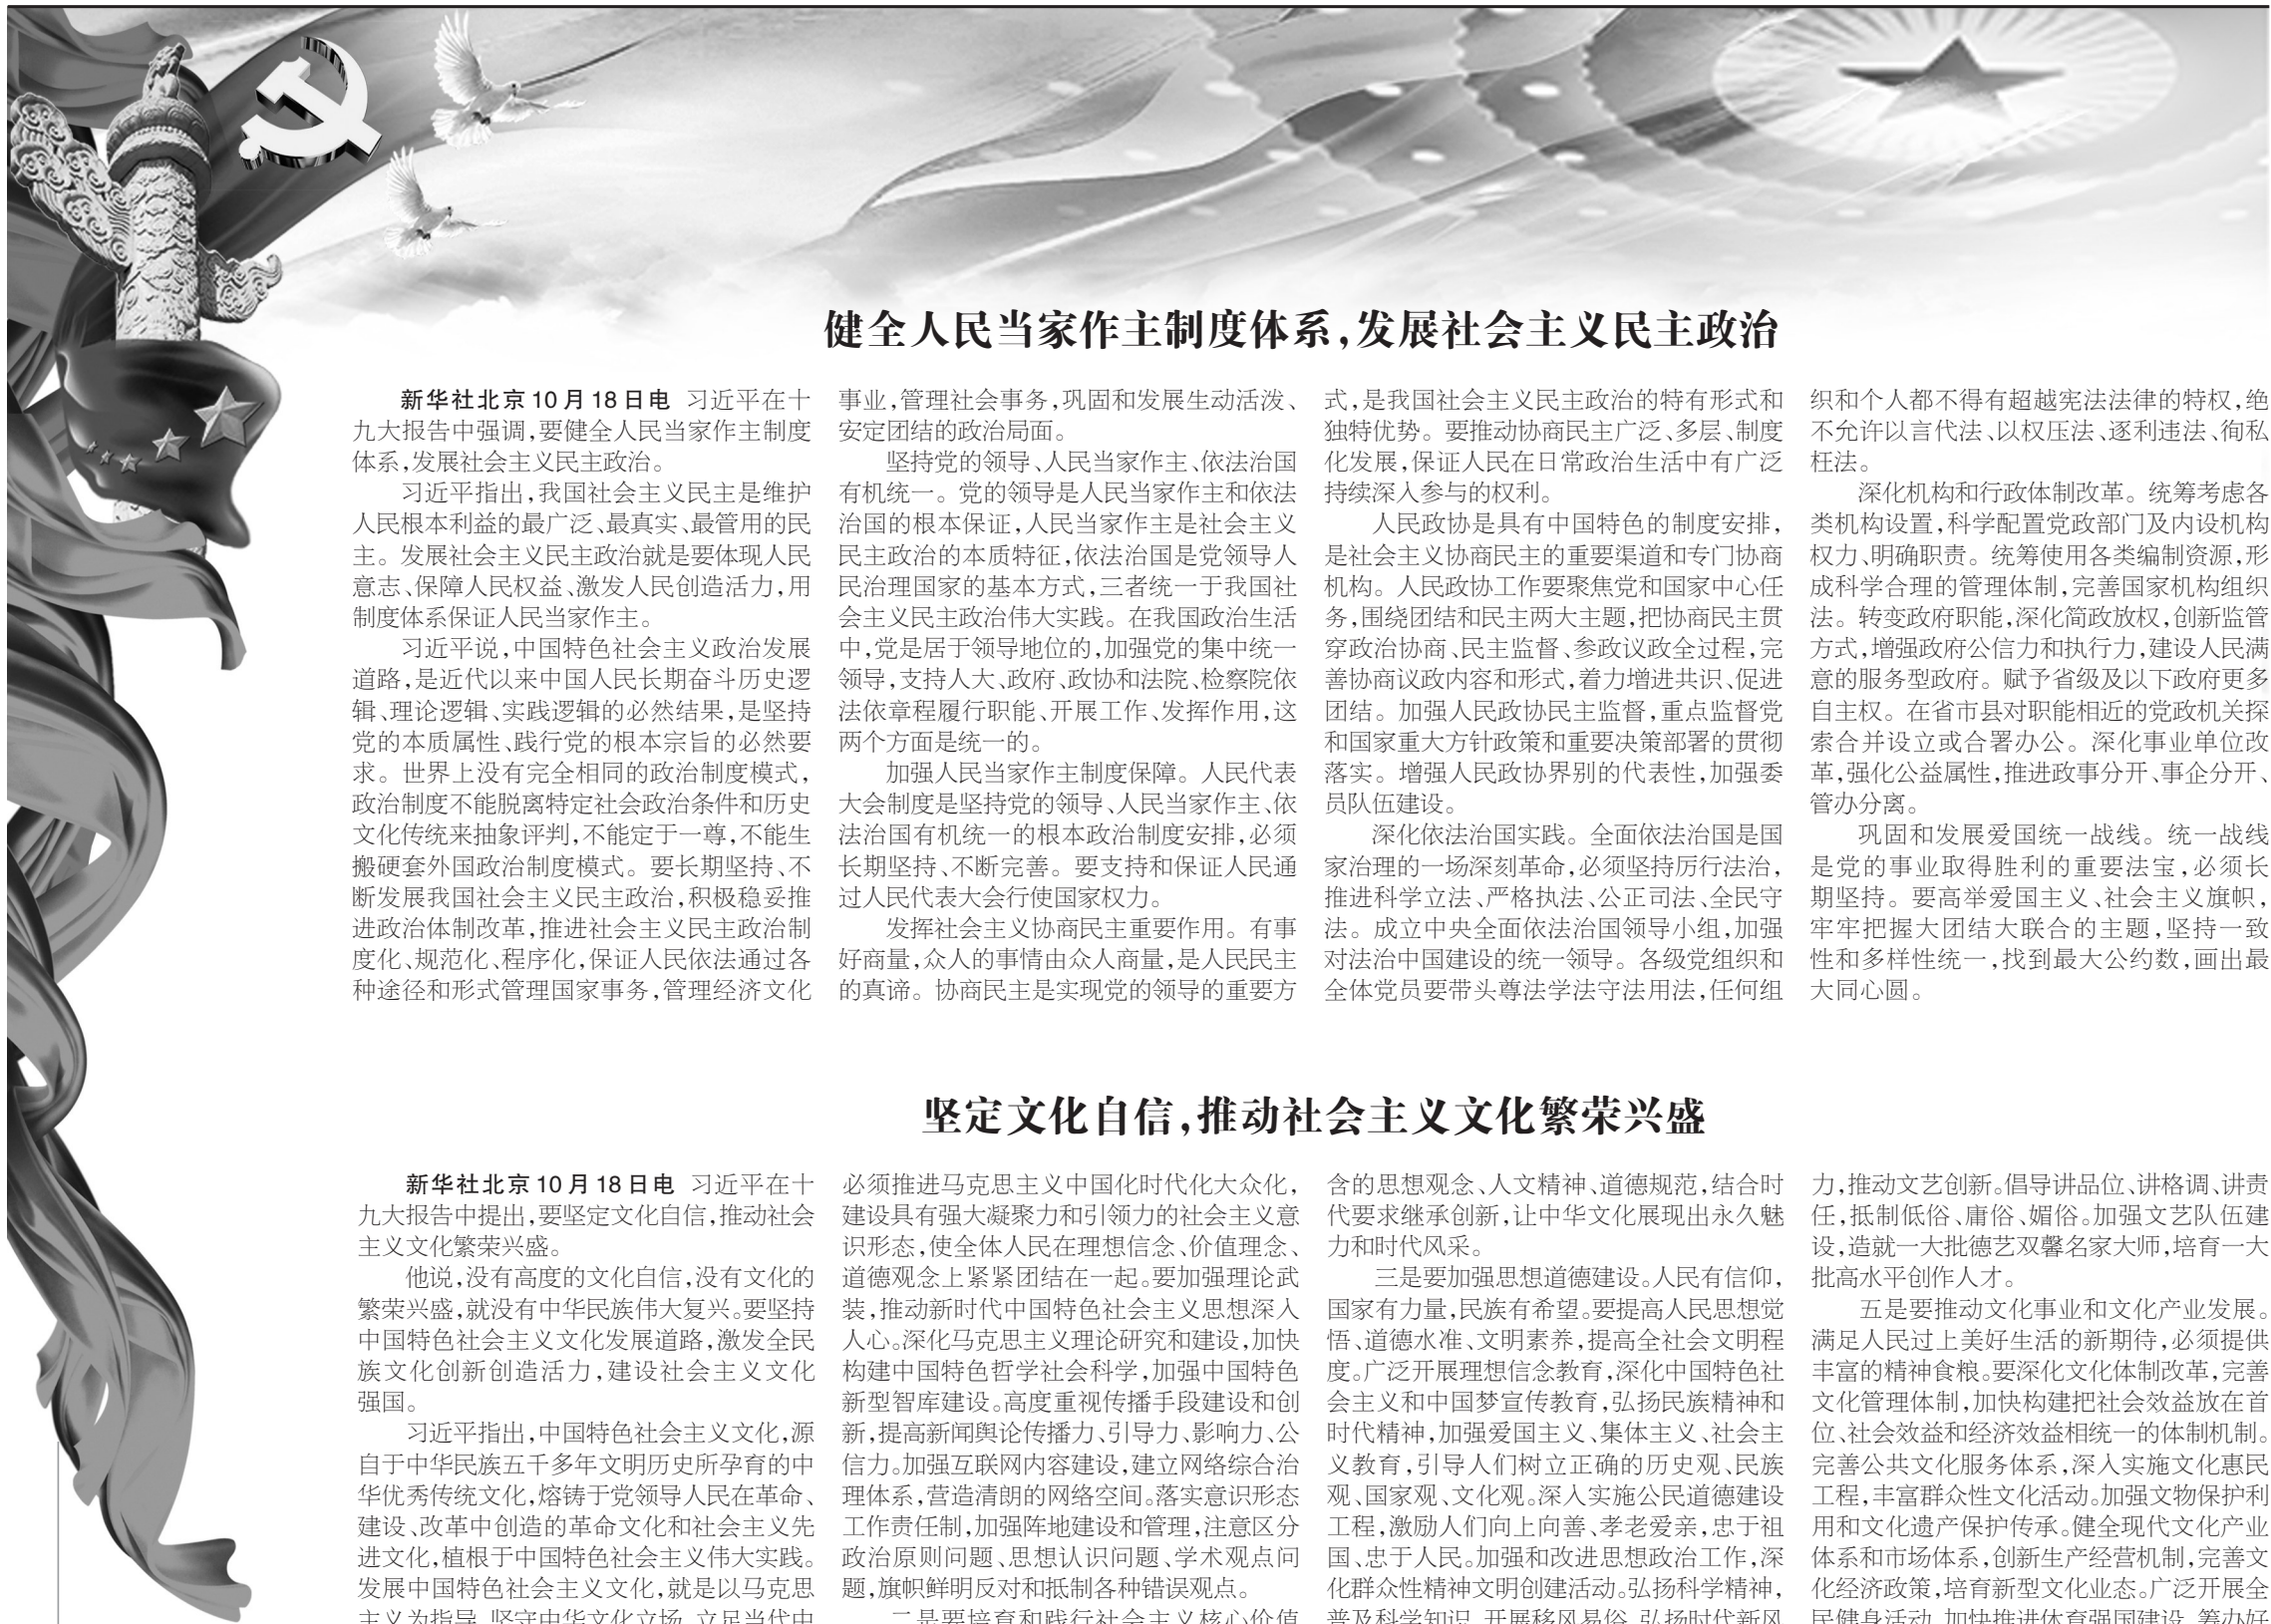 健全人民当家作主制度体系,发展社会主义民主政治
新华社北京10月18日电 习近平在十
九大报告中强调,要健全人民当家作主制度
体系,发展社会主义民主政治。
习近平指出,我国社会主义民主是维护
人民根本利益的最广泛、最真实、最管用的民
主。发展社会主义民主政治就是要体现人民
意志、保障人民权益、激发人民创造活力,用
制度体系保证人民当家作主。
习近平说,中国特色社会主义政治发展
道路,是近代以来中国人民长期奋斗历史逻
辑、理论逻辑、实践逻辑的必然结果,是坚持
党的本质属性、践行党的根本宗旨的必然要
求。世界上没有完全相同的政治制度模式,
政治制度不能脱离特定社会政治条件和历史
文化传统来抽象评判,不能定于一尊,不能生
搬硬套外国政治制度模式。要长期坚持、不
断发展我国社会主义民主政治,积极稳妥推
进政治体制改革,推进社会主义民主政治制
度化、规范化、程序化,保证人民依法通过各
种途径和形式管理国家事务,管理经济文化
事业,管理社会事务,巩固和发展生动活泼、
安定团结的政治局面。
坚持党的领导、人民当家作主、依法治国
有机统一。党的领导是人民当家作主和依法
治国的根本保证,人民当家作主是社会主义
民主政治的本质特征,依法治国是党领导人
民治理国家的基本方式,三者统一于我国社
会主义民主政治伟大实践。在我国政治生活
中,党是居于领导地位的,加强党的集中统一
领导,支持人大、政府、政协和法院、检察院依
法依章程履行职能、开展工作、发挥作用,这
两个方面是统一的。
加强人民当家作主制度保障。人民代表
大会制度是坚持党的领导、人民当家作主、依
法治国有机统一的根本政治制度安排,必须
长期坚持、不断完善。要支持和保证人民通
过人民代表大会行使国家权力。
发挥社会主义协商民主重要作用。有事
好商量,众人的事情由众人商量,是人民民主
的真谛。协商民主是实现党的领导的重要方
式,是我国社会主义民主政治的特有形式和
独特优势。要推动协商民主广泛、多层、制度
化发展,保证人民在日常政治生活中有广泛
持续深入参与的权利。
人民政协是具有中国特色的制度安排,
是社会主义协商民主的重要渠道和专门协商
机构。人民政协工作要聚焦党和国家中心任
务,围绕团结和民主两大主题,把协商民主贯
穿政治协商、民主监督、参政议政全过程,完
善协商议政内容和形式,着力增进共识、促进
团结。加强人民政协民主监督,重点监督党
和国家重大方针政策和重要决策部署的贯彻
落实。增强人民政协界别的代表性,加强委
员队伍建设。
深化依法治国实践。全面依法治国是国
家治理的一场深刻革命,必须坚持厉行法治,
推进科学立法、严格执法、公正司法、全民守
法。成立中央全面依法治国领导小组,加强
对法治中国建设的统一领导。各级党组织和
全体党员要带头尊法学法守法用法,任何组
织和个人都不得有超越宪法法律的特权,绝
不允许以言代法、以权压法、逐利违法、徇私
枉法。
深化机构和行政体制改革。统筹考虑各
类机构设置,科学配置党政部门及内设机构
权力、明确职责。统筹使用各类编制资源,形
成科学合理的管理体制,完善国家机构组织
法。转变政府职能,深化简政放权,创新监管
方式,增强政府公信力和执行力,建设人民满
意的服务型政府。赋予省级及以下政府更多
自主权。在省市县对职能相近的党政机关探
索合并设立或合署办公。深化事业单位改
革,强化公益属性,推进政事分开、事企分开、
管办分离。
巩固和发展爱国统一战线。统一战线
是党的事业取得胜利的重要法宝,必须长
期坚持。要高举爱国主义、社会主义旗帜,
牢牢把握大团结大联合的主题,坚持一致
性和多样性统一,找到最大公约数,画出最
大同心圆。
坚定文化自信,推动社会主义文化繁荣兴盛
新华社北京10月18日电 习近平在十
九大报告中提出,要坚定文化自信,推动社会
主义文化繁荣兴盛。
他说,没有高度的文化自信,没有文化的
繁荣兴盛,就没有中华民族伟大复兴。要坚持
中国特色社会主义文化发展道路,激发全民
族文化创新创造活力,建设社会主义文化
强国。
习近平指出,中国特色社会主义文化,源
自于中华民族五千多年文明历史所孕育的中
华优秀传统文化,熔铸于党领导人民在革命、
建设、改革中创造的革命文化和社会主义先
进文化,植根于中国特色社会主义伟大实践。
发展中国特色社会主义文化,就是以马克思
主义为指导,坚守中华文化立场,立足当代中
必须推进马克思主义中国化时代化大众化,
建设具有强大凝聚力和引领力的社会主义意
识形态,使全体人民在理想信念、价值理念、
道德观念上紧紧团结在一起。要加强理论武
装,推动新时代中国特色社会主义思想深入
人心。深化马克思主义理论研究和建设,加快
构建中国特色哲学社会科学,加强中国特色
新型智库建设。高度重视传播手段建设和创
新,提高新闻舆论传播力、引导力、影响力、公
信力。加强互联网内容建设,建立网络综合治
理体系,营造清朗的网络空间。落实意识形态
工作责任制,加强阵地建设和管理,注意区分
政治原则问题、思想认识问题、学术观点问
题,旗帜鲜明反对和抵制各种错误观点。
二是要培育和践行社会主义核心价值
含的思想观念、人文精神、道德规范,结合时
代要求继承创新,让中华文化展现出永久魅
力和时代风采。
三是要加强思想道德建设。人民有信仰,
国家有力量,民族有希望。要提高人民思想觉
悟、道德水准、文明素养,提高全社会文明程
度。广泛开展理想信念教育,深化中国特色社
会主义和中国梦宣传教育,弘扬民族精神和
时代精神,加强爱国主义、集体主义、社会主
义教育,引导人们树立正确的历史观、民族
观、国家观、文化观。深入实施公民道德建设
工程,激励人们向上向善、孝老爱亲,忠于祖
国、忠于人民。加强和改进思想政治工作,深
化群众性精神文明创建活动。弘扬科学精神,
普及科学知识,开展移风易俗、弘扬时代新风
力,推动文艺创新。倡导讲品位、讲格调、讲责
任,抵制低俗、庸俗、媚俗。加强文艺队伍建
设,造就一大批德艺双馨名家大师,培育一大
批高水平创作人才。
五是要推动文化事业和文化产业发展。
满足人民过上美好生活的新期待,必须提供
丰富的精神食粮。要深化文化体制改革,完善
文化管理体制,加快构建把社会效益放在首
位、社会效益和经济效益相统一的体制机制。
完善公共文化服务体系,深入实施文化惠民
工程,丰富群众性文化活动。加强文物保护利
用和文化遗产保护传承。健全现代文化产业
体系和市场体系,创新生产经营机制,完善文
化经济政策,培育新型文化业态。广泛开展全
民健身活动,加快推进体育强国建设,筹办好